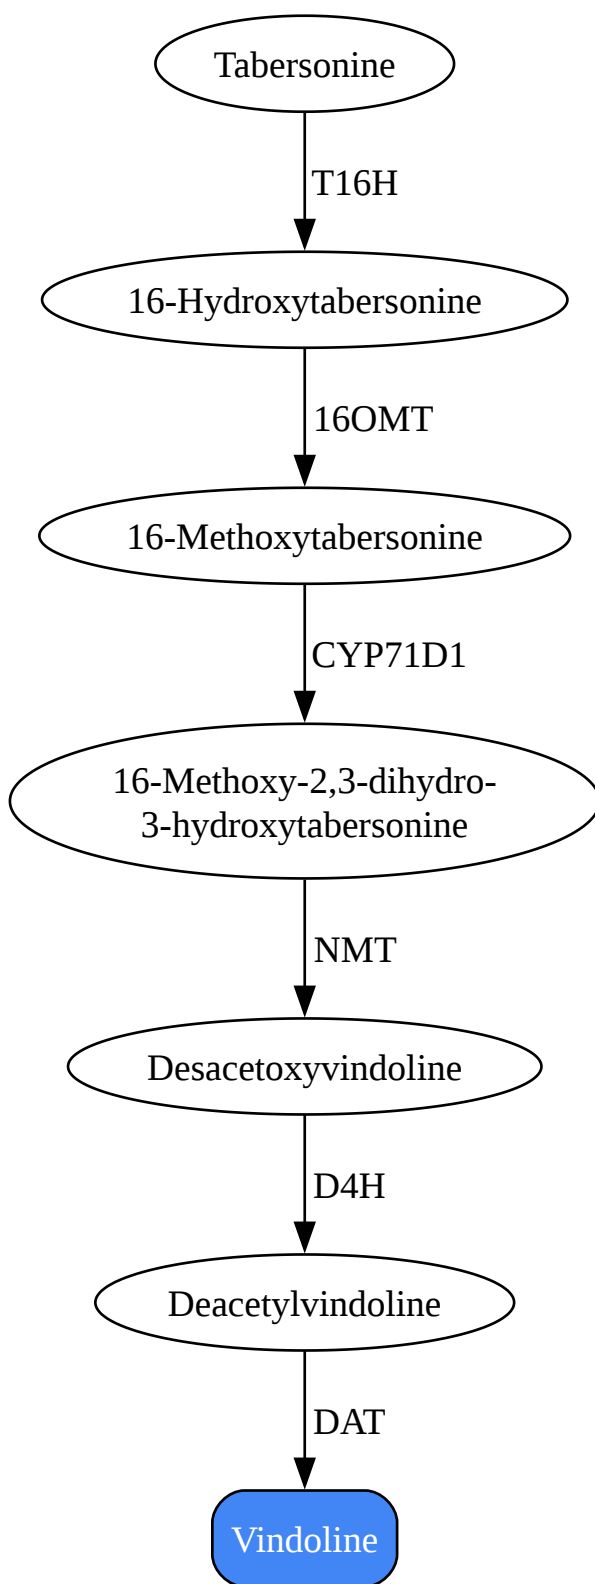 Tabersonine
T16H
16-Hydroxytabersonine
16OMT
16-Methoxytabersonine
CYP71D1
16-Methoxy-2,3-dihydro-
3-hydroxytabersonine
NMT
Desacetoxyvindoline
D4H
Deacetylvindoline
DAT
Vindoline